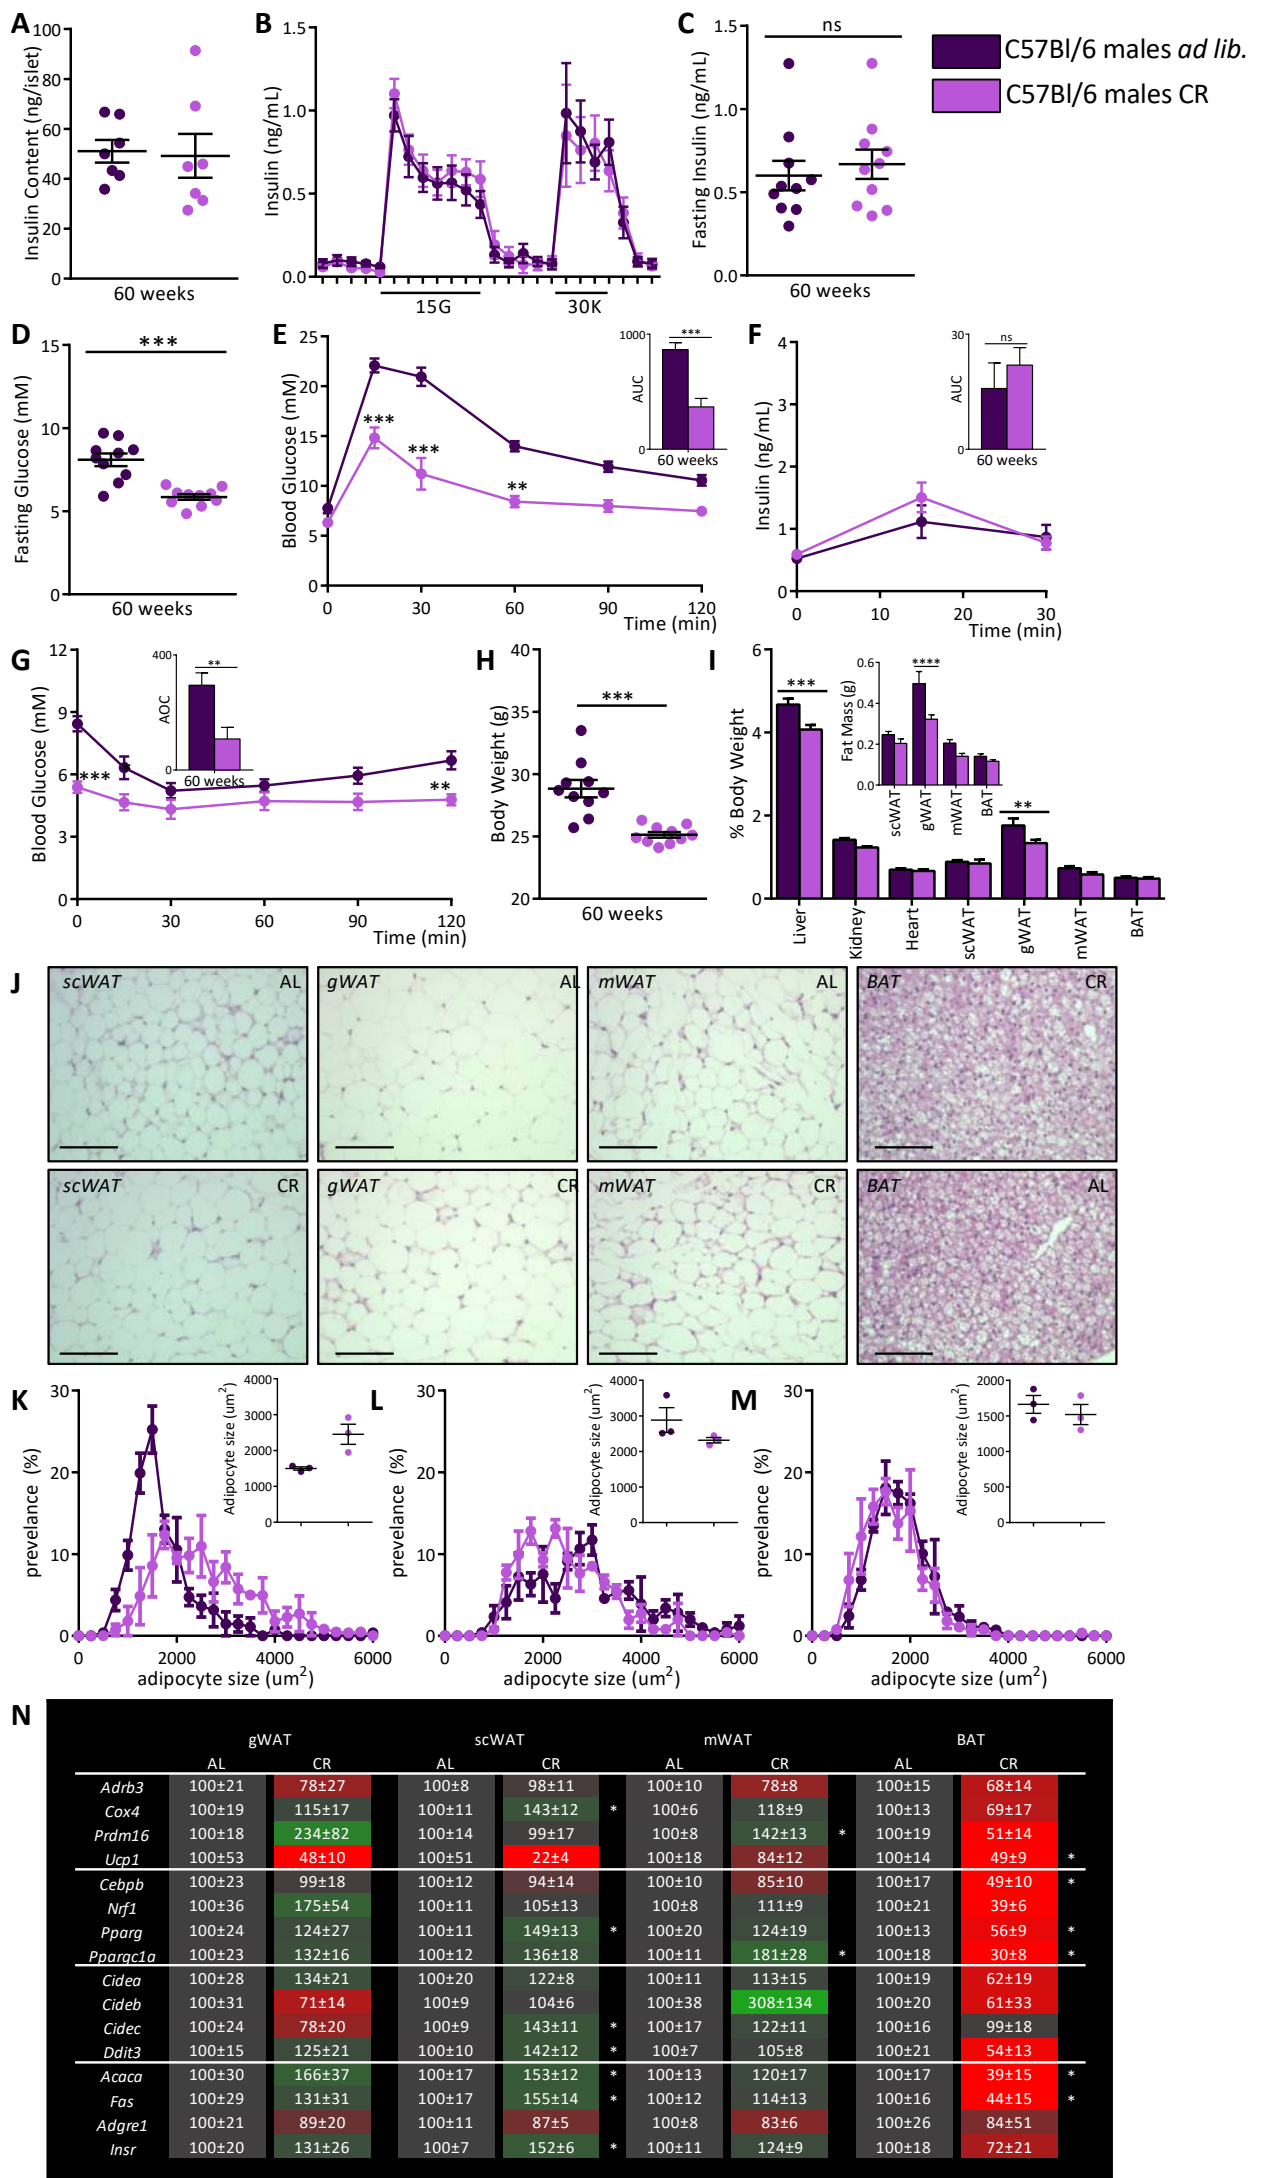 A
100
80
60
40
20
0
Insulin Content (ng/islet)
60 weeks
B
1.5
1.0
0.5
0.0
Insulin (ng/mL)
15G
30K
C
1.5
1.0
0.5
0.0
Fasting Insulin (ng/mL)
ns
60 weeks
C57Bl/6 males ad lib.
C57Bl/6 males CR
D
15
10
5
0
Fasting Glucose (mM)
***
60 weeks
E
25
20
15
10
5
0
Blood Glucose (mM)
***
***
**
0 30 60 90 120
Time (min)
1000
0
AUC
***
60 weeks
F
4
3
2
1
0
Insulin (ng/mL)
0 10 20 30
Time (min)
30
0
AUC
ns
60 weeks
G
12
9
6
3
0
Blood Glucose (mM)
***
**
0 30 60 90 120
Time (min)
400
0
AOC
**
60 weeks
H
40
35
30
25
20
Body Weight (g)
***
60 weeks
I
6
4
2
0
% Body Weight
***
**
Liver
Kidney
Heart
scWAT
gWAT
mWAT
BAT
0.6
0.4
0.2
0.0
Fat Mass (g)
****
scWAT
gWAT
mWAT
BAT
J
scWAT AL
gWAT AL
mWAT AL
BAT CR
scWAT CR
gWAT CR
mWAT CR
BAT AL
K
30
20
10
0
prevelance (%)
0 2000 4000 6000
adipocyte size (um2)
4000
3000
2000
1000
0
Adipocyte size (um2)
L
30
20
10
0
prevelance (%)
0 2000 4000 6000
adipocyte size (um2)
4000
3000
2000
1000
0
Adipocyte size (um2)
M
30
20
10
0
prevelance (%)
0 2000 4000 6000
adipocyte size (um2)
2000
1500
1000
500
0
Adipocyte size (um2)
N
gWAT scWAT mWAT BAT
AL CR AL CR AL CR AL CR
Adrb3 100±21 78±27 100±8 98±11 100±10 78±8 100±15 68±14
Cox4 100±19 115±17 100±11 143±12 * 100±6 118±9 100±13 69±17
Prdm16 100±18 234±82 100±14 99±17 100±8 142±13 * 100±19 51±14
Ucp1 100±53 48±10 100±51 22±4 100±18 84±12 100±14 49±9 *
Cebpb 100±23 99±18 100±12 94±14 100±10 85±10 100±17 49±10 *
Nrf1 100±36 175±54 100±11 105±13 100±8 111±9 100±21 39±6
Pparg 100±24 124±27 100±11 149±13 * 100±20 124±19 100±13 56±9 *
Ppargc1a 100±23 132±16 100±12 136±18 100±11 181±28 * 100±18 30±8 *
Cidea 100±28 134±21 100±20 122±8 100±11 113±15 100±19 62±19
Cideb 100±31 71±14 100±9 104±6 100±38 308±134 100±20 61±33
Cidec 100±24 78±20 100±9 143±11 * 100±17 122±11 100±16 99±18
Ddit3 100±15 125±21 100±10 142±12 * 100±7 105±8 100±21 54±13
Acaca 100±30 166±37 100±17 153±12 * 100±13 120±17 100±17 39±15 *
Fas 100±29 131±31 100±17 155±14 * 100±12 114±13 100±16 44±15 *
Adgre1 100±21 89±20 100±11 87±5 100±8 83±6 100±26 84±51
Insr 100±20 131±26 100±7 152±6 * 100±11 124±9 100±18 72±21